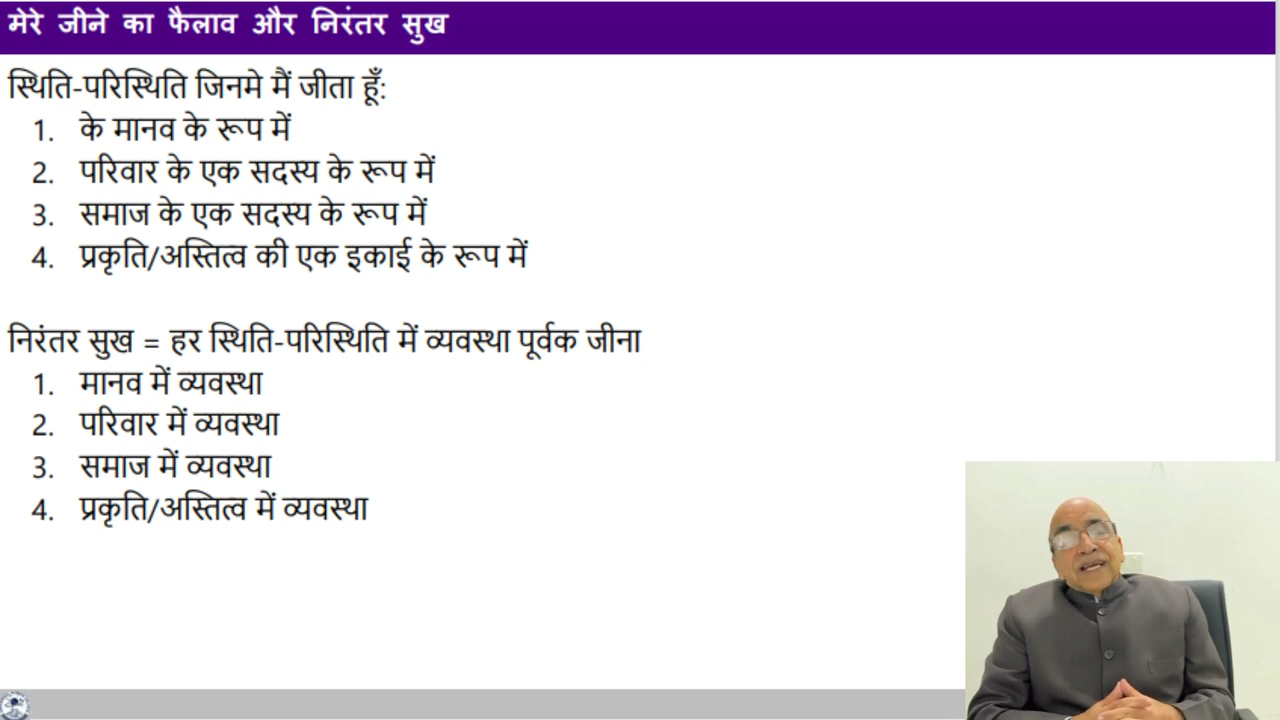 मेरे जीने का फैलाव और निरंतर सुख
स्थिति-परिस्थिति जिनमे मैं जीता हूँ:
1. के मानव के रूप में
2. परिवार के एक सदस्य के रूप में
3. समाज के एक सदस्य के रूप में
4. प्रकृति/अस्तित्व की एक इकाई के रूप में
निरंतर सुख = हर स्थिति-परिस्थिति में व्यवस्था पूर्वक जीना
1. मानव में व्यवस्था
2. परिवार में व्यवस्था
3. समाज में व्यवस्था
4. प्रकृति/अस्तित्व में व्यवस्था